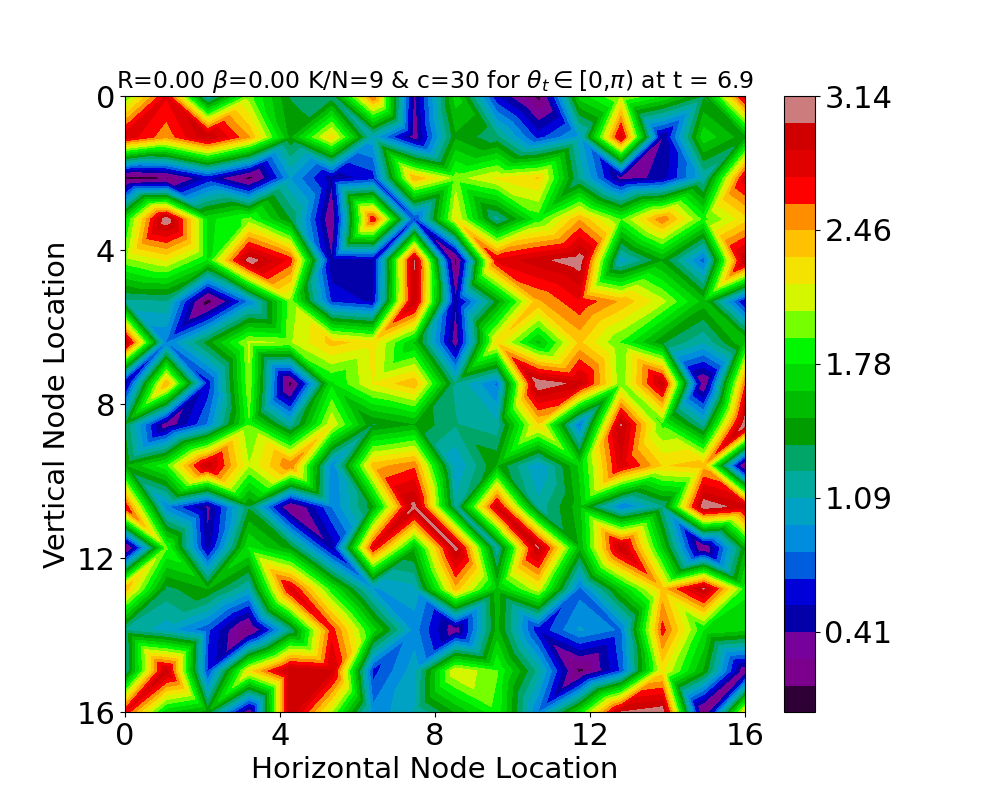 R=0.00 β=0.00 K/N=9 & c=30 for θₜ ∈ [0,π) at t = 6.9
0
4
8
12
16
Vertical Node Location
0 4 8 12 16
Horizontal Node Location
3.14
2.46
1.78
1.09
0.41